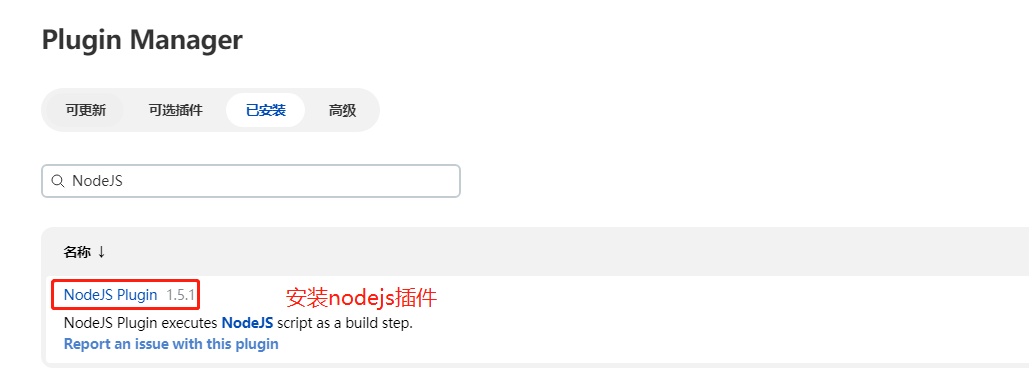 Plugin Manager
可更新 可选插件 已安装 高级
NodeJS
名称 ↓
NodeJS Plugin 1.5.1 安装nodejs插件
NodeJS Plugin executes NodeJS script as a build step.
Report an issue with this plugin